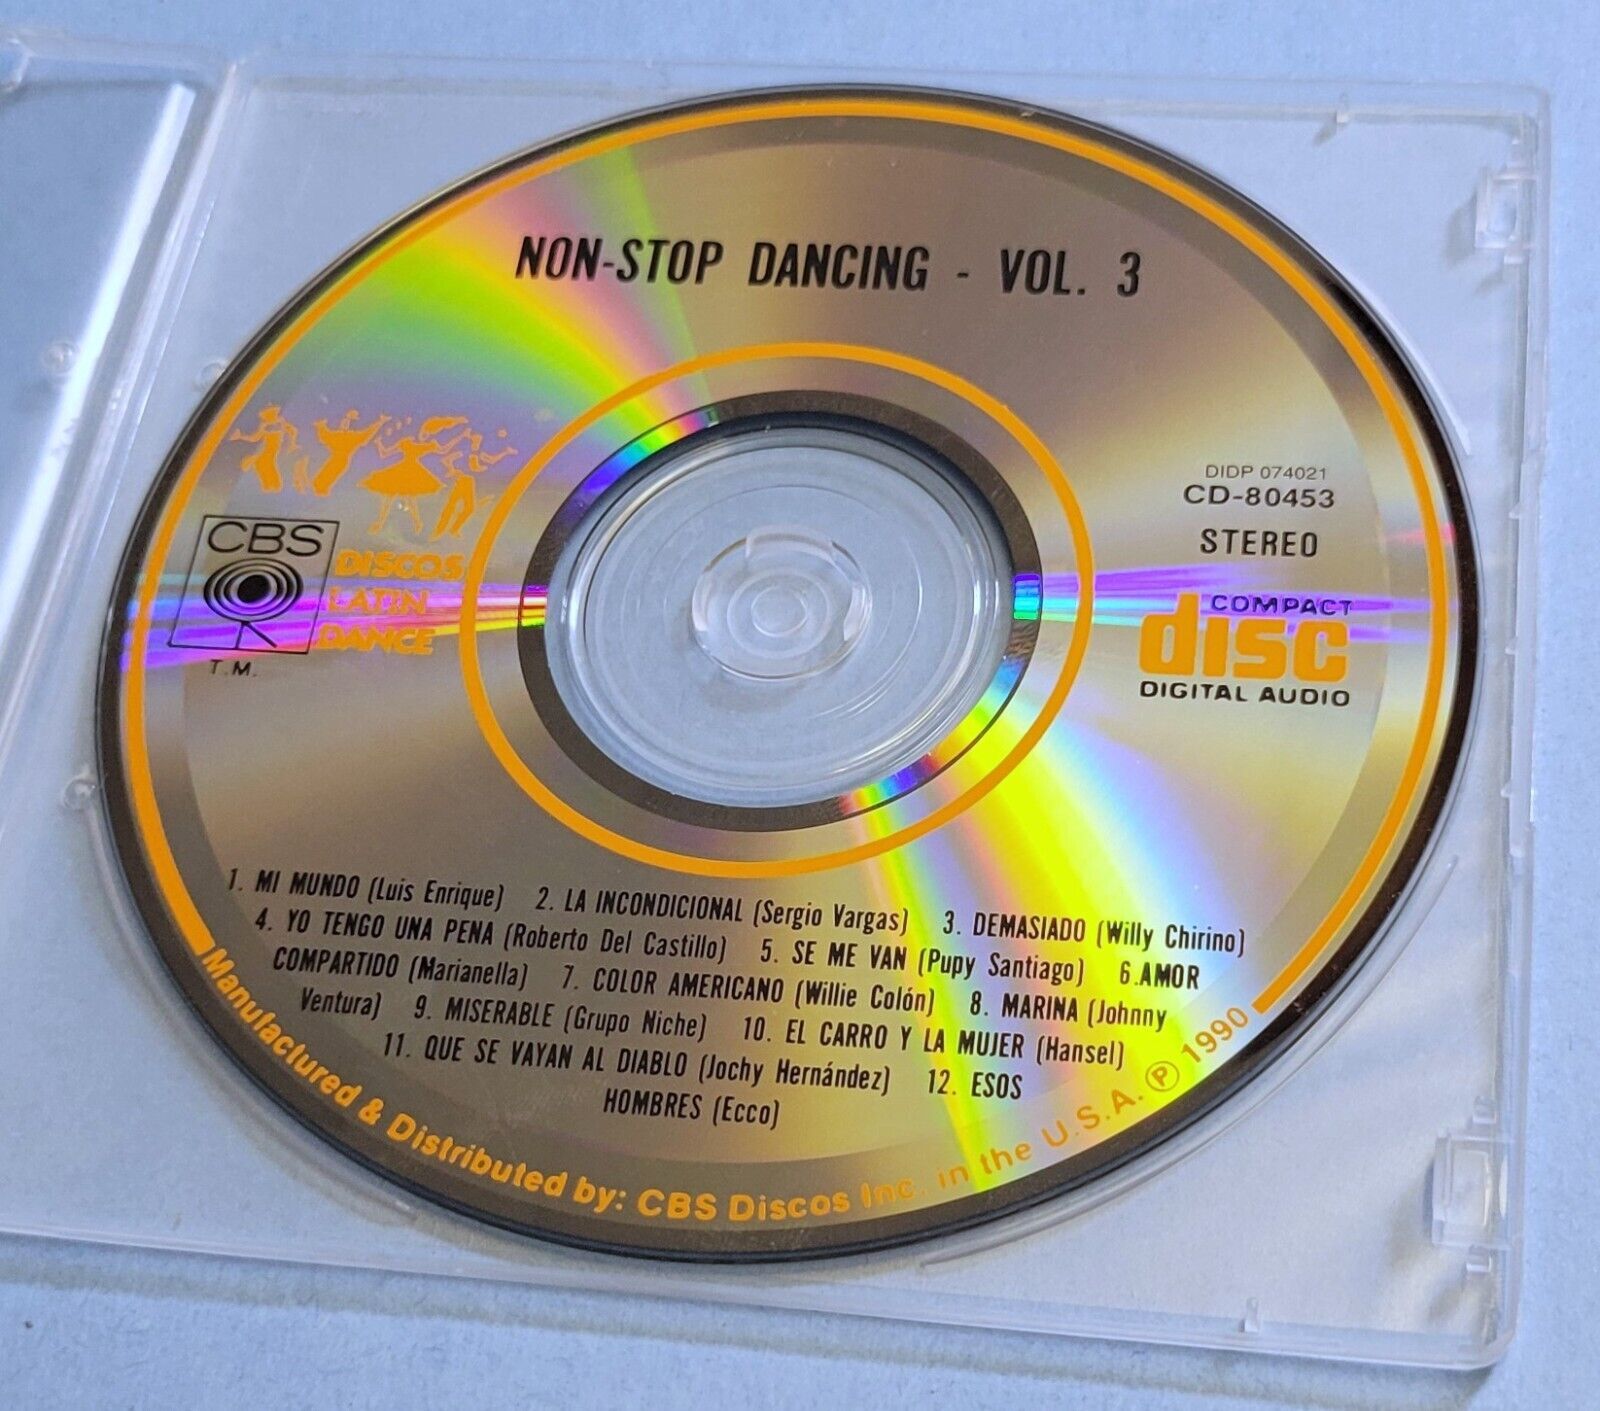 NON-STOP DANCING - VOL. 3
DIDP 074021
CD-80453
STEREO
CBS
DISCOS
LATIN
DANCE
T.M.
COMPACT
disc
DIGITAL AUDIO
1. MI MUNDO (Luis Enrique) 2. LA INCONDICIONAL (Sergio Vargas) 3. DEMASIADO (Willy Chirino)
4. YO TENGO UNA PENA (Roberto Del Castillo) 5. SE ME VAN (Pupy Santiago) 6.AMOR
COMPARTIDO (Marianella) 7. COLOR AMERICANO (Willie Colón) 8. MARINA (Johnny
Ventura) 9. MISERABLE (Grupo Niche) 10. EL CARRO Y LA MUJER (Hansel)
11. QUE SE VAYAN AL DIABLO (Jochy Hernández) 12. ESOS
HOMBRES (Ecco)
Manufactured & Distributed by: CBS Discos Inc. in the U.S.A. ℗ 1990